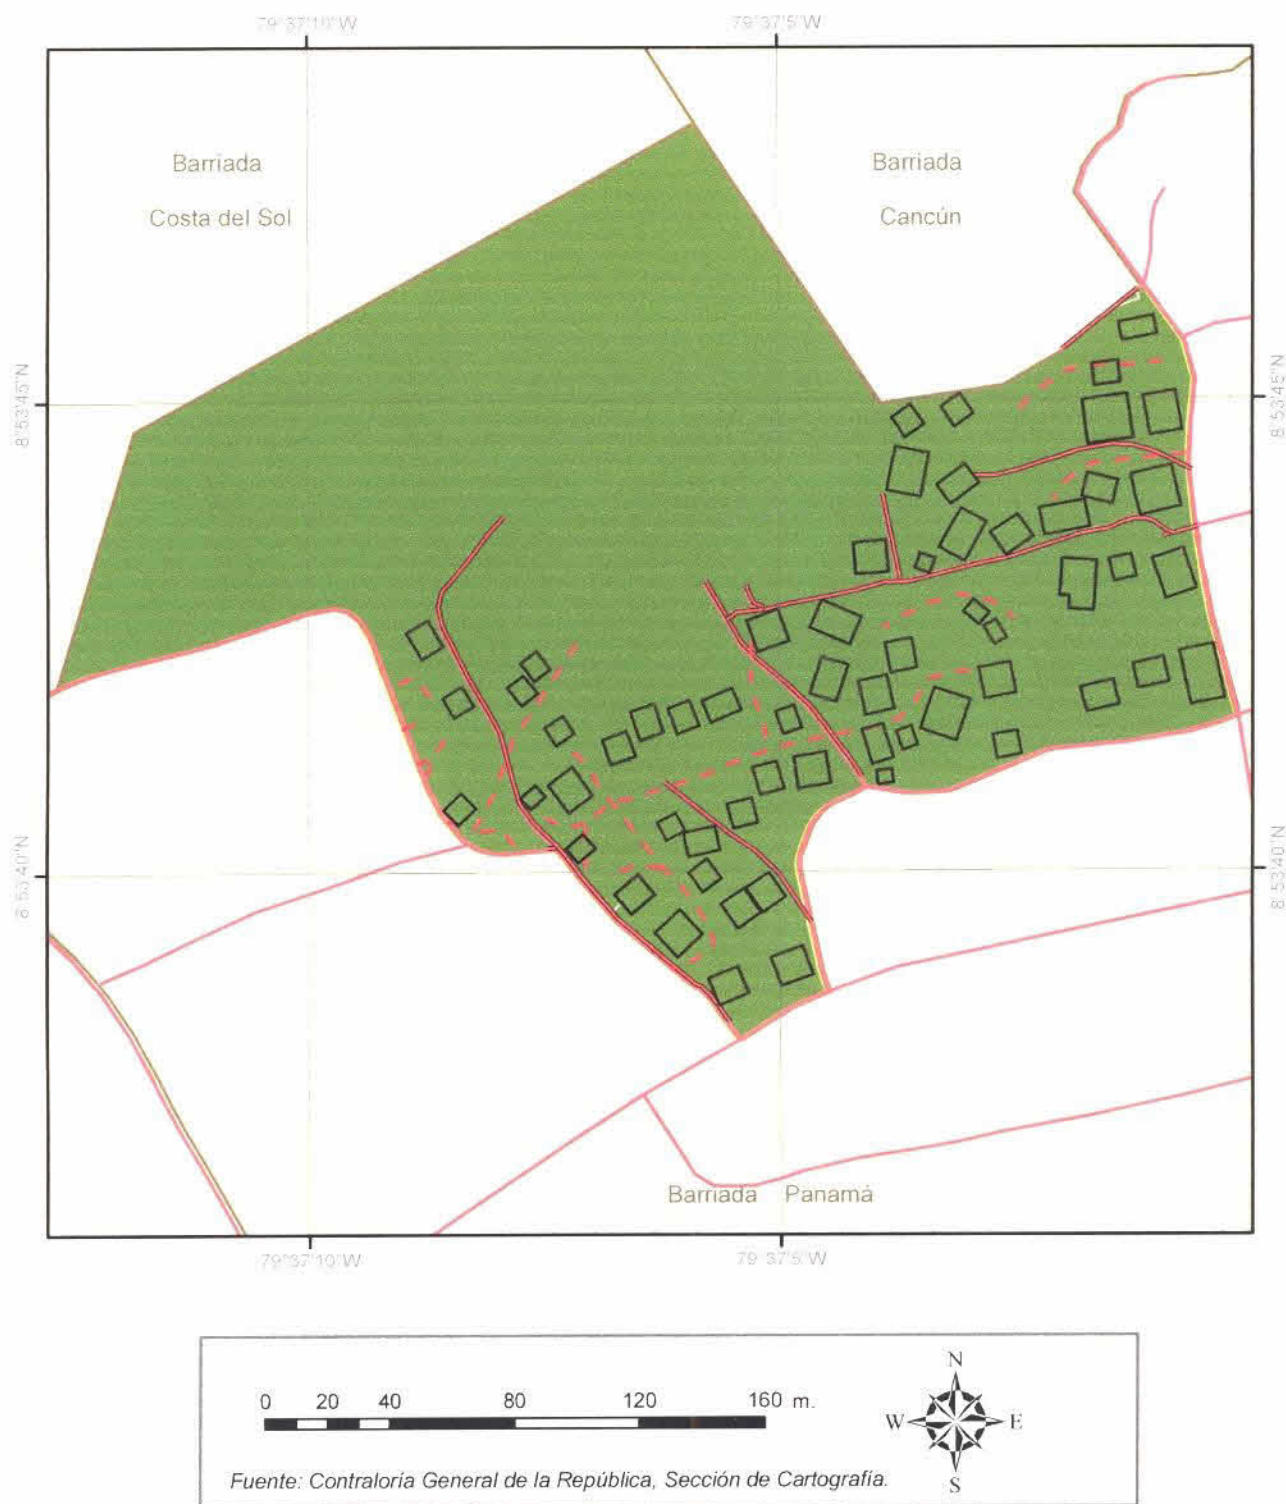 79°37'10"W 79°37'5"W
Barriada Barriada
Costa del Sol Cancún
8°53'45"N 8°53'45"N
8°53'40"N 8°53'40"N
Barriada Panamá
79°37'10"W 79°37'5"W
N
0 20 40 80 120 160 m.
W E
Fuente: Contraloría General de la República, Sección de Cartografía.
S